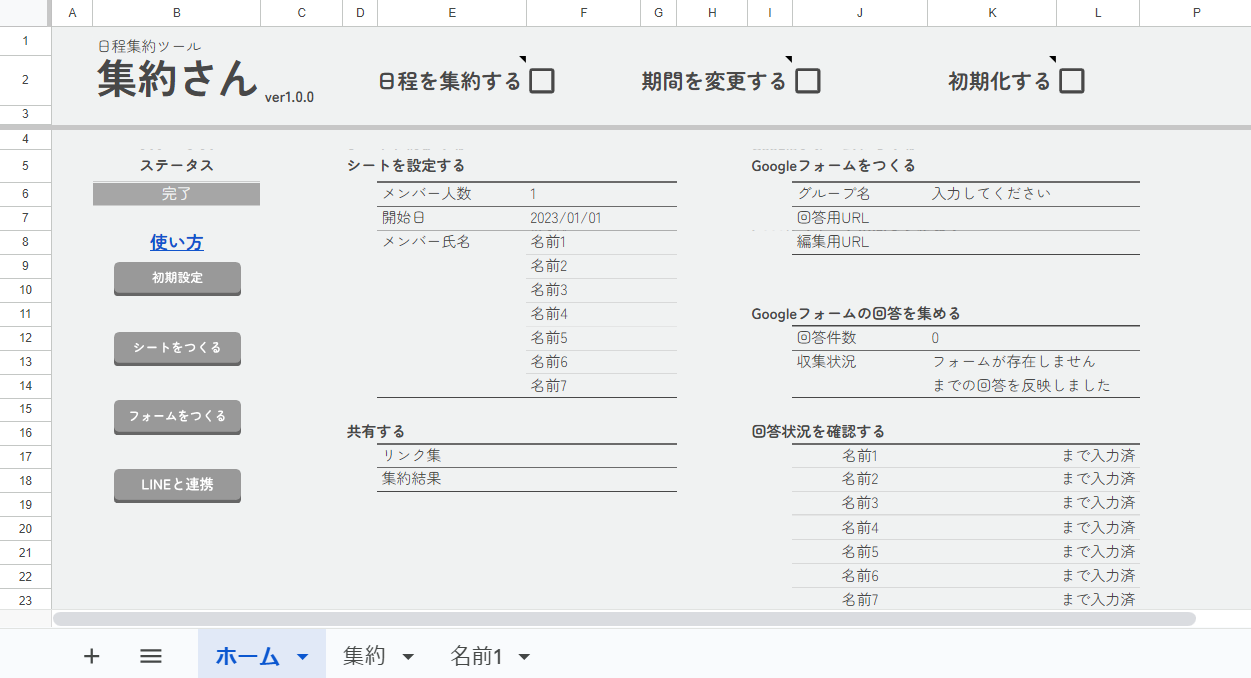 A B C D E F G H I J K L P
1 日程集約ツール
2 集約さん ver1.0.0 日程を集約する 期間を変更する 初期化する
3
4
5 ステータス シートを設定する Googleフォームをつくる
6 完了 メンバー人数 1 グループ名 入力してください
7 開始日 2023/01/01 回答用URL
8 使い方 メンバー氏名 名前1 編集用URL
9 初期設定 名前2
10 名前3
11 名前4 Googleフォームの回答を集める
12 シートをつくる 名前5 回答件数 0
13 名前6 収集状況 フォームが存在しません
14 名前7 までの回答を反映しました
15 フォームをつくる
16 共有する 回答状況を確認する
17 リンク集 名前1 まで入力済
18 LINEと連携 集約結果 名前2 まで入力済
19 名前3 まで入力済
20 名前4 まで入力済
21 名前5 まで入力済
22 名前6 まで入力済
23 名前7 まで入力済
ホーム 集約 名前1